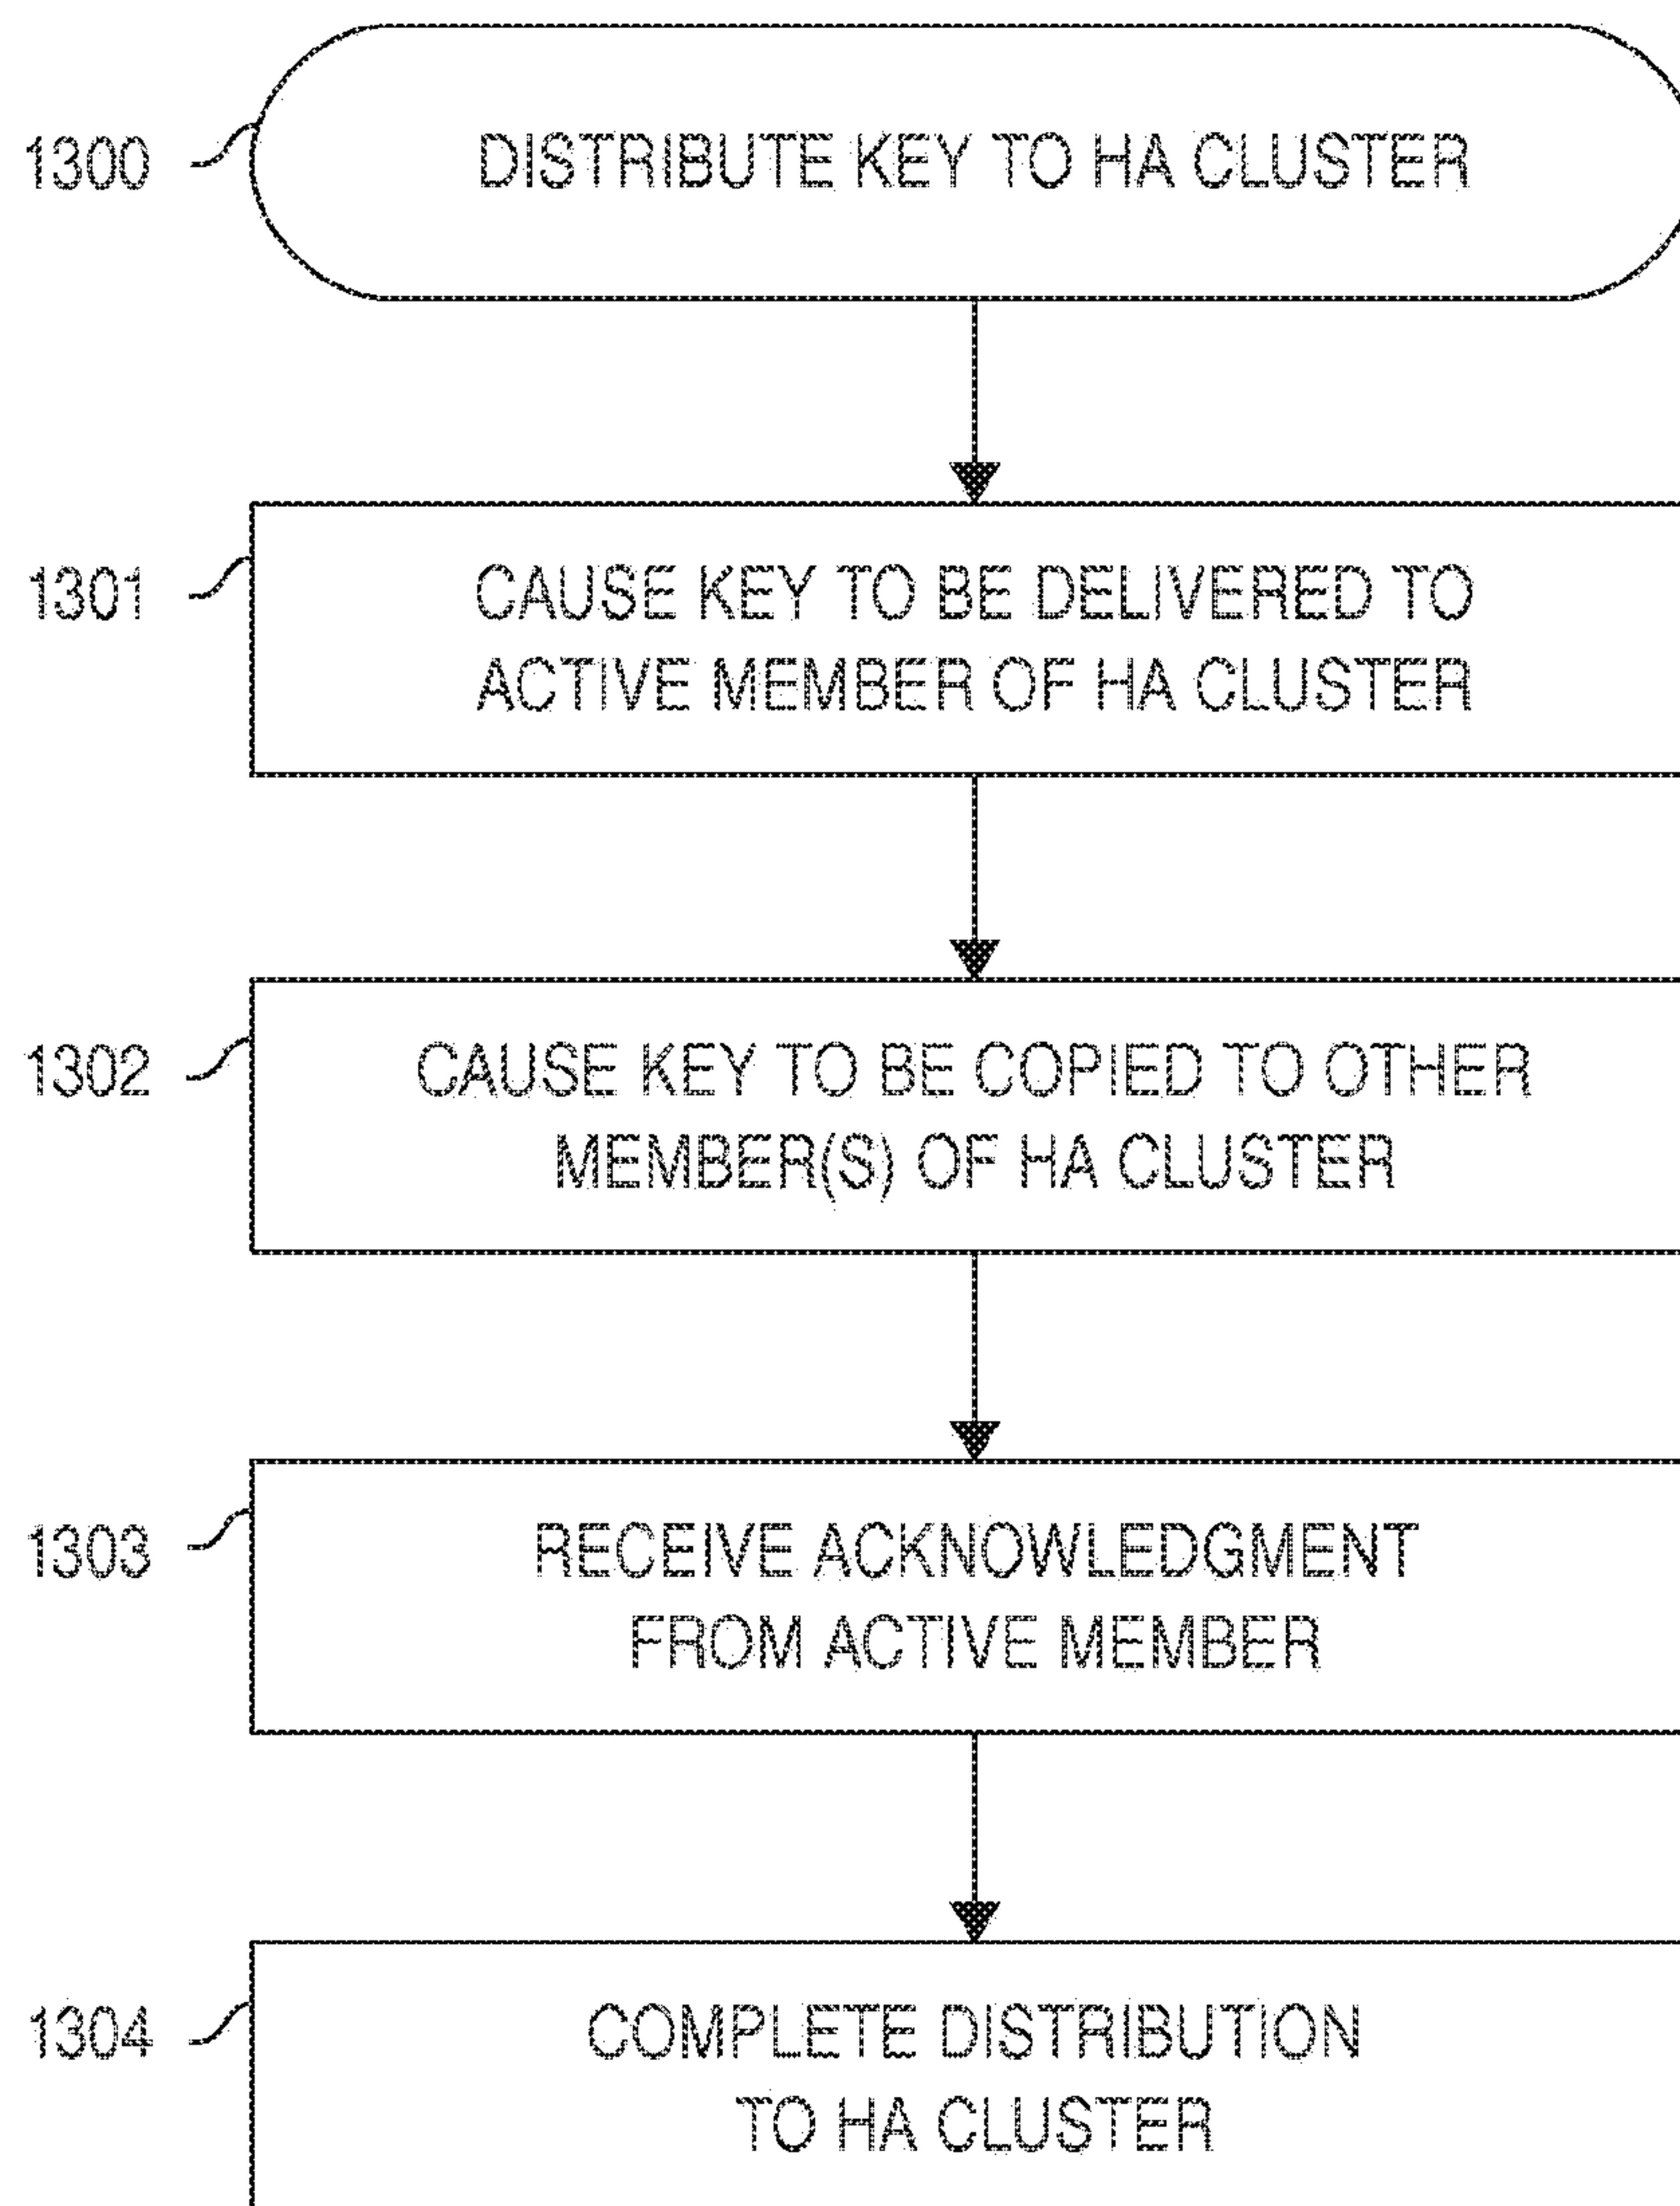 1300
DISTRIBUTE KEY TO HA CLUSTER
1301
CAUSE KEY TO BE DELIVERED TO
ACTIVE MEMBER OF HA CLUSTER
1302
CAUSE KEY TO BE COPIED TO OTHER
MEMBER(S) OF HA CLUSTER
1303
RECEIVE ACKNOWLEDGMENT
FROM ACTIVE MEMBER
1304
COMPLETE DISTRIBUTION
TO HA CLUSTER